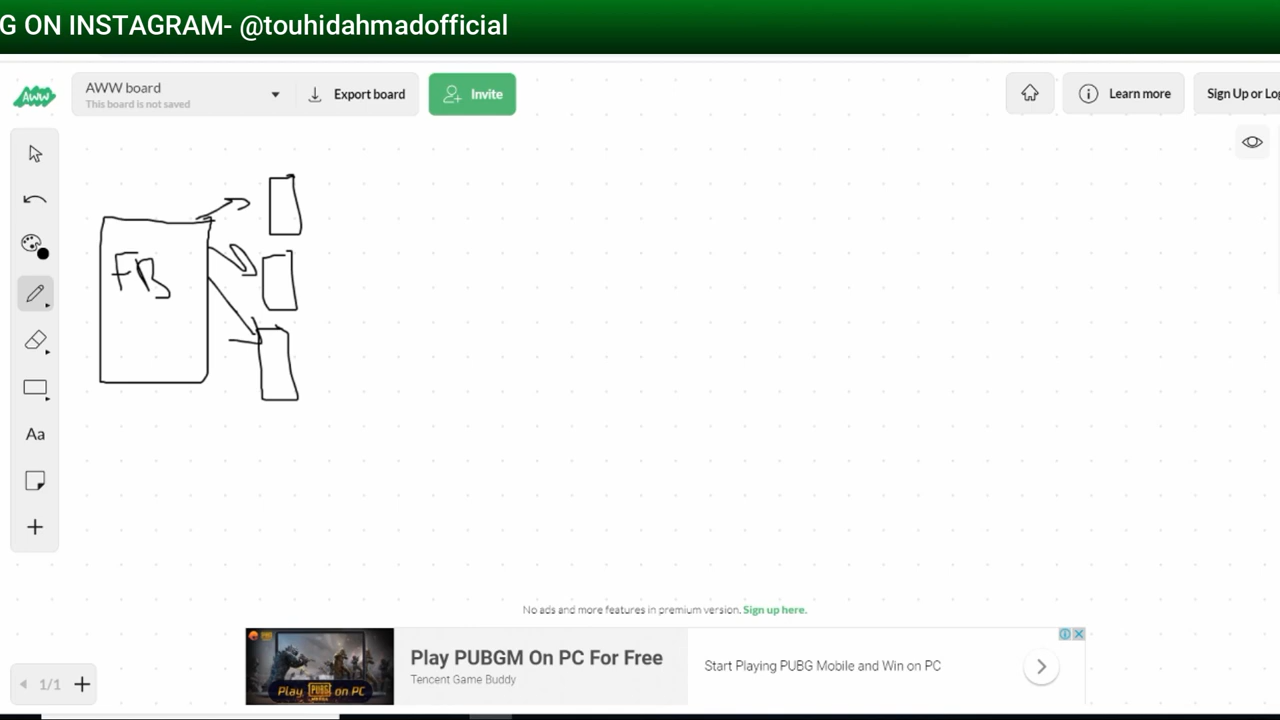 G ON INSTAGRAM- @touhidahmadofficial
AWW
AWW board
This board is not saved
Export board
Invite
Learn more
Sign Up or Log
FB
Aa
No ads and more features in premium version. Sign up here.
Play PUBG on PC
Play PUBGM On PC For Free
Tencent Game Buddy
Start Playing PUBG Mobile and Win on PC
1/1